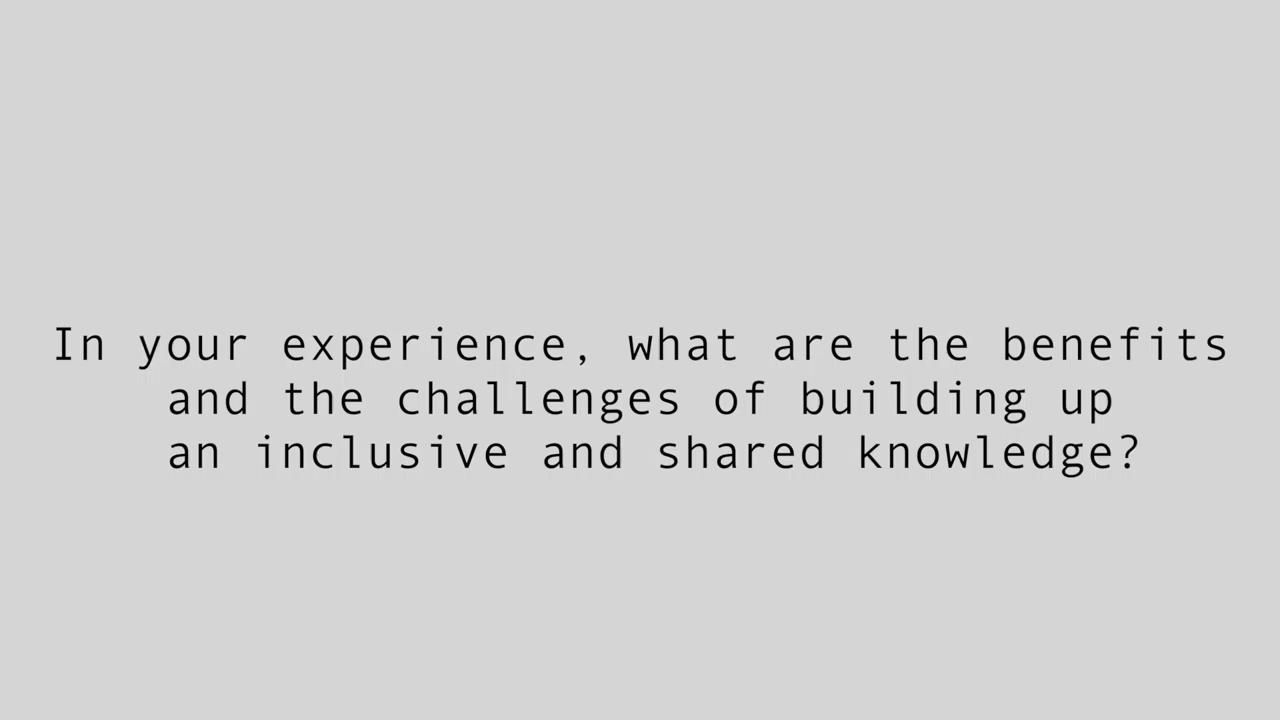 In your experience, what are the benefits
and the challenges of building up
an inclusive and shared knowledge?